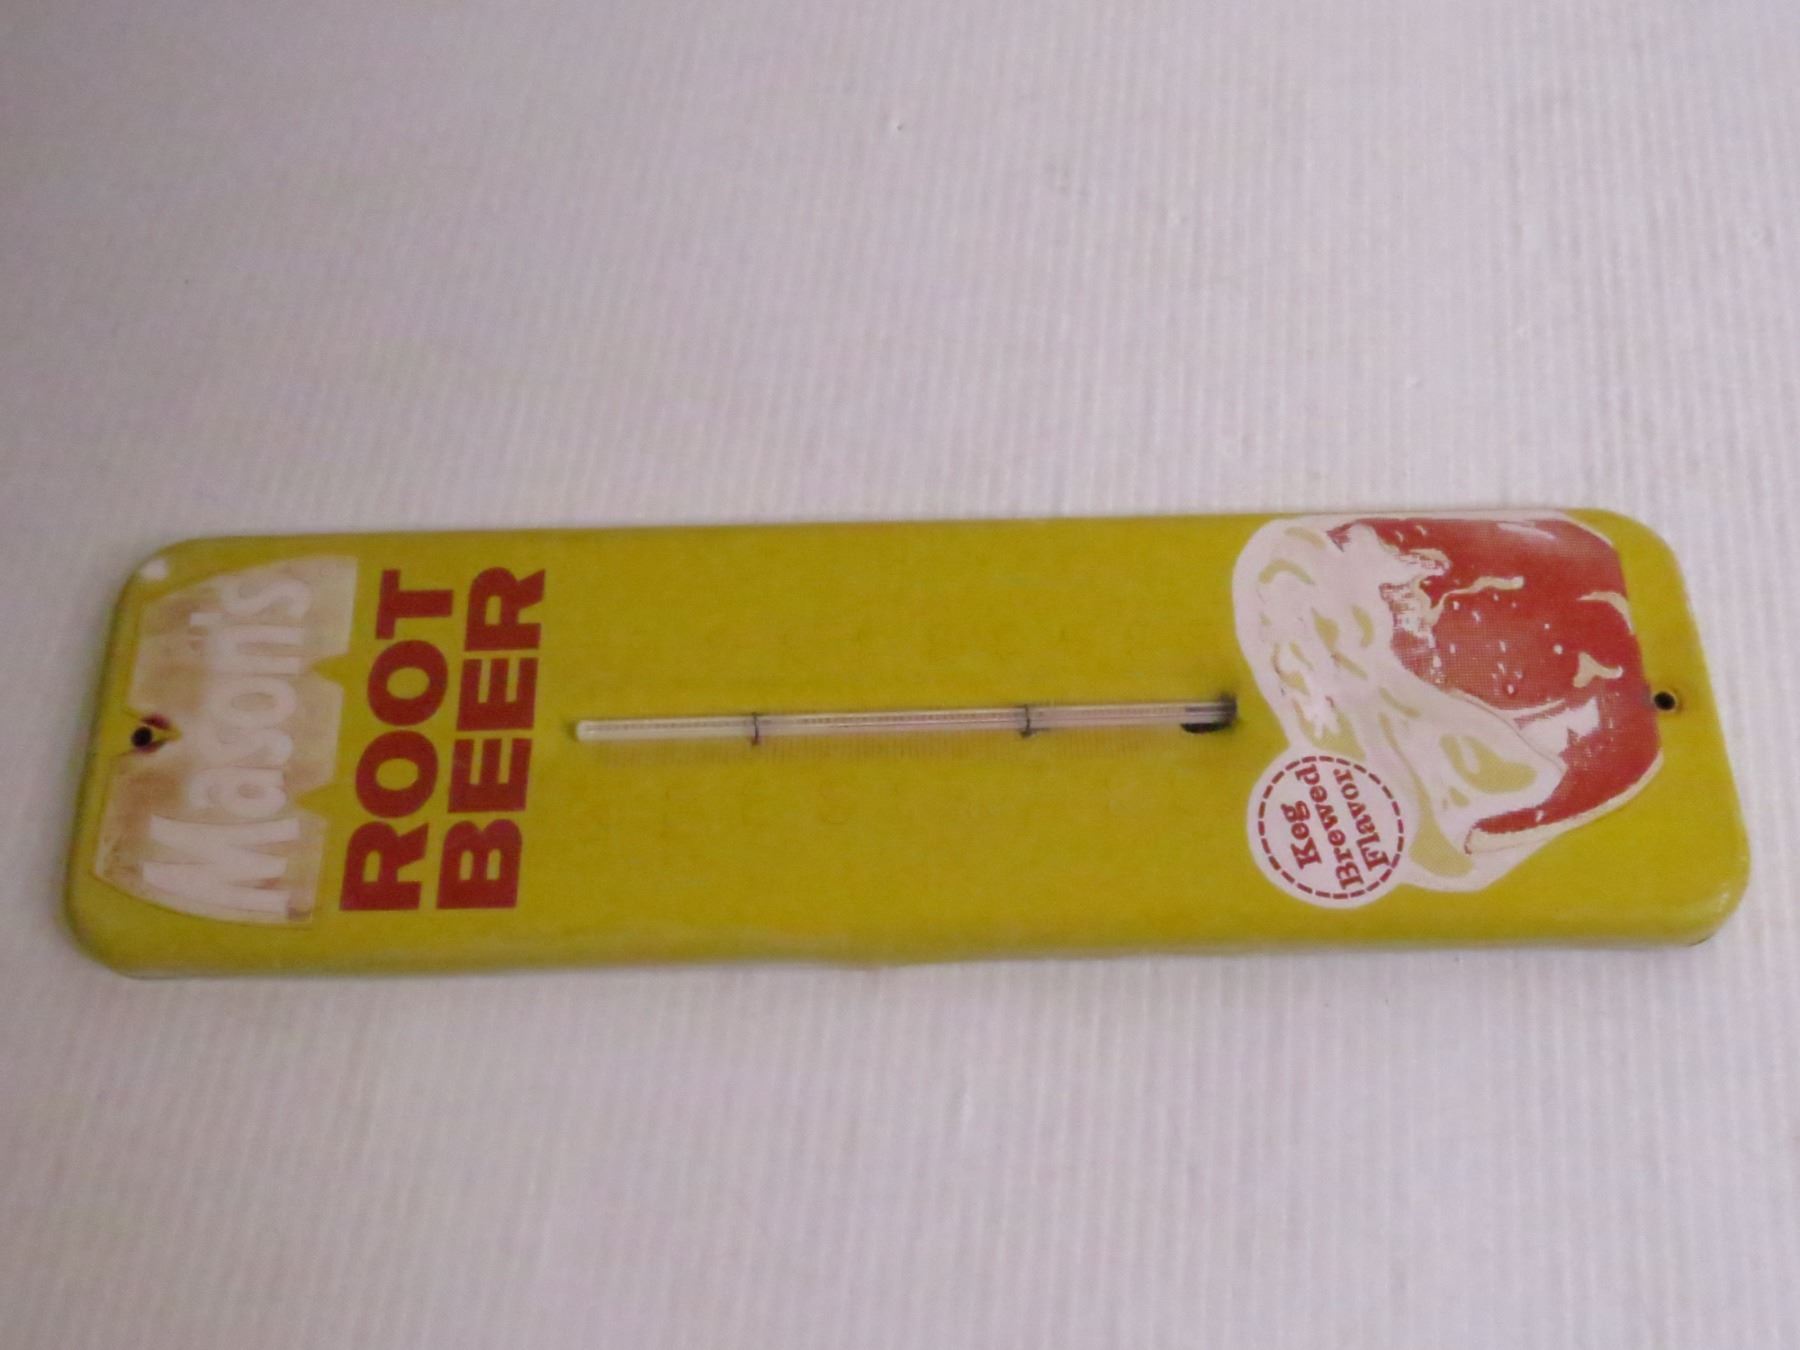 Mason's
ROOT
BEER
Keg
Brewed
Flavor